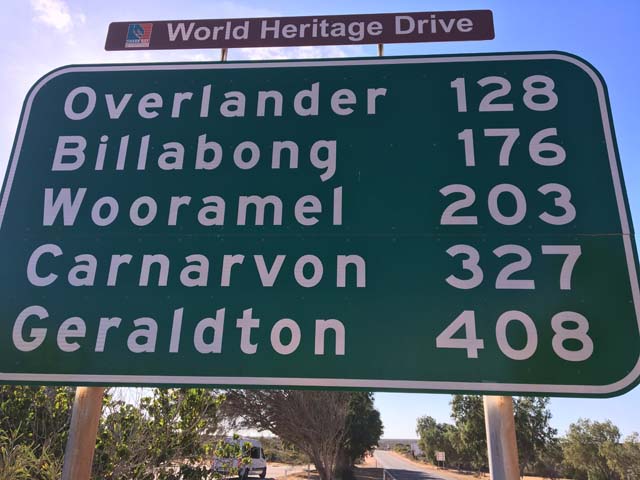 World Heritage Drive
Overlander 128
Billabong 176
Wooramel 203
Carnarvon 327
Geraldton 408